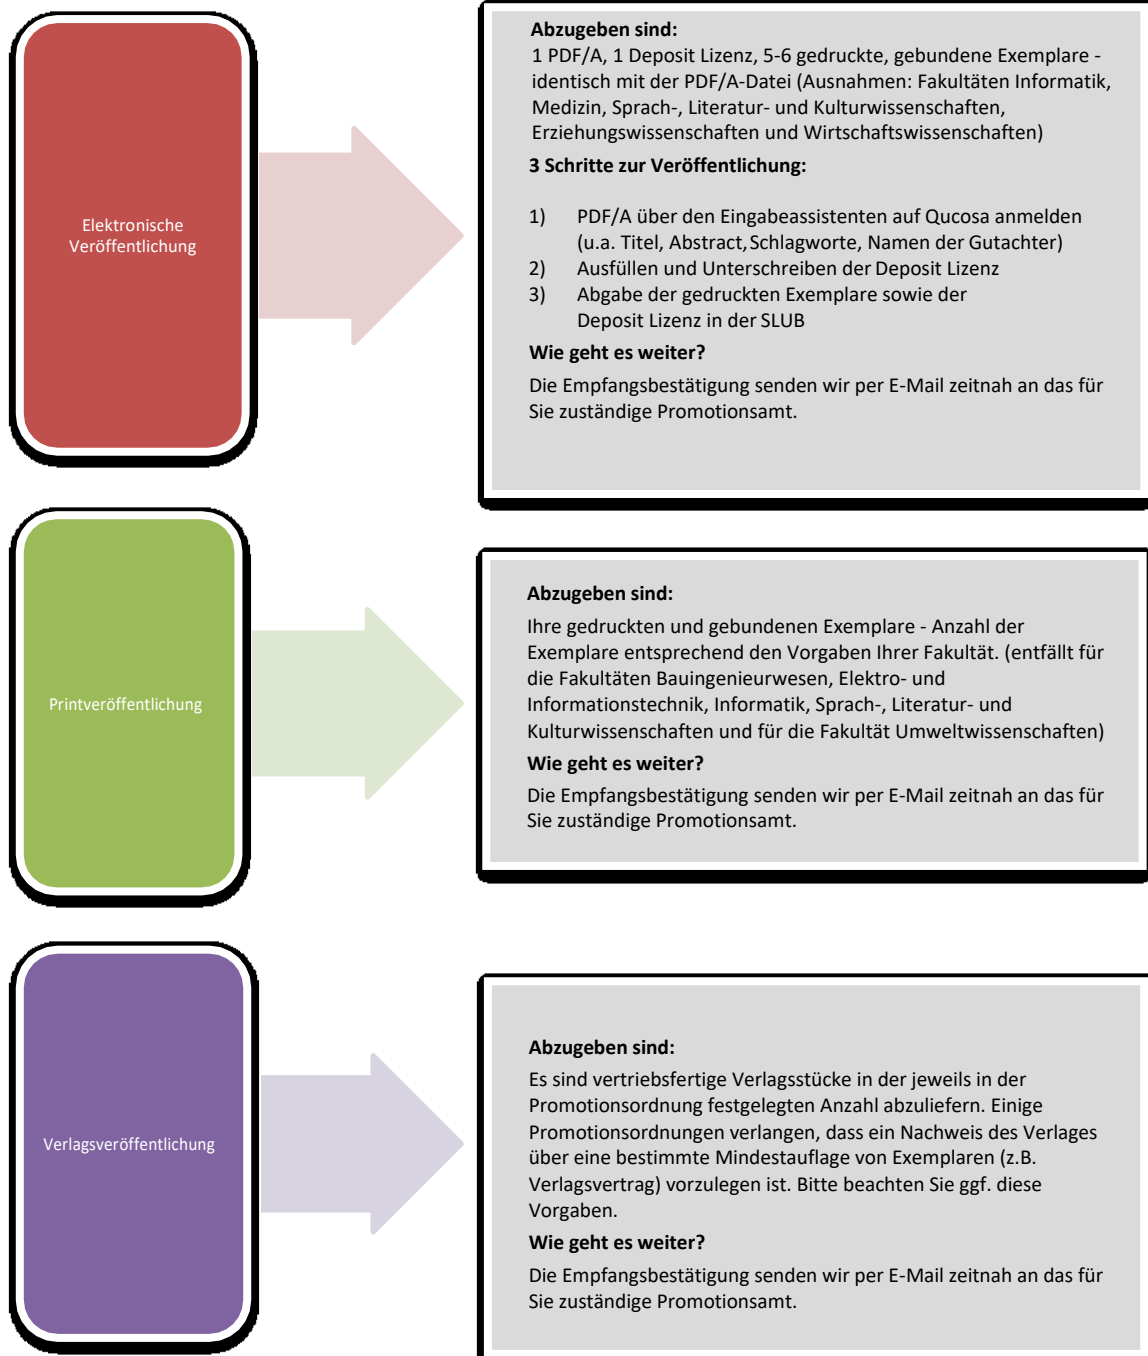 Elektronische
Veröffentlichung
Abzugeben sind:
1 PDF/A, 1 Deposit Lizenz, 5-6 gedruckte, gebundene Exemplare -
identisch mit der PDF/A-Datei (Ausnahmen: Fakultäten Informatik,
Medizin, Sprach-, Literatur- und Kulturwissenschaften,
Erziehungswissenschaften und Wirtschaftswissenschaften)
3 Schritte zur Veröffentlichung:
1) PDF/A über den Eingabeassistenten auf Qucosa anmelden
(u.a. Titel, Abstract, Schlagworte, Namen der Gutachter)
2) Ausfüllen und Unterschreiben der Deposit Lizenz
3) Abgabe der gedruckten Exemplare sowie der
Deposit Lizenz in der SLUB
Wie geht es weiter?
Die Empfangsbestätigung senden wir per E-Mail zeitnah an das für
Sie zuständige Promotionsamt.
Printveröffentlichung
Abzugeben sind:
Ihre gedruckten und gebundenen Exemplare - Anzahl der
Exemplare entsprechend den Vorgaben Ihrer Fakultät. (entfällt für
die Fakultäten Bauingenieurwesen, Elektro- und
Informationstechnik, Informatik, Sprach-, Literatur- und
Kulturwissenschaften und für die Fakultät Umweltwissenschaften)
Wie geht es weiter?
Die Empfangsbestätigung senden wir per E-Mail zeitnah an das für
Sie zuständige Promotionsamt.
Verlagsveröffentlichung
Abzugeben sind:
Es sind vertriebsfertige Verlagsstücke in der jeweils in der
Promotionsordnung festgelegten Anzahl abzuliefern. Einige
Promotionsordnungen verlangen, dass ein Nachweis des Verlages
über eine bestimmte Mindestauflage von Exemplaren (z.B.
Verlagsvertrag) vorzulegen ist. Bitte beachten Sie ggf. diese
Vorgaben.
Wie geht es weiter?
Die Empfangsbestätigung senden wir per E-Mail zeitnah an das für
Sie zuständige Promotionsamt.